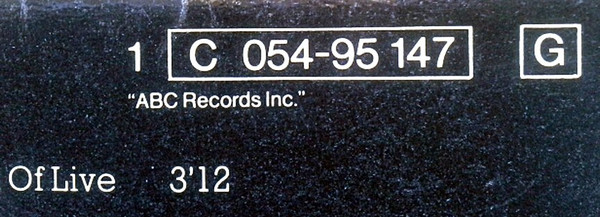 1 C 054-95 147 G
"ABC Records Inc."
Of Live 3'12